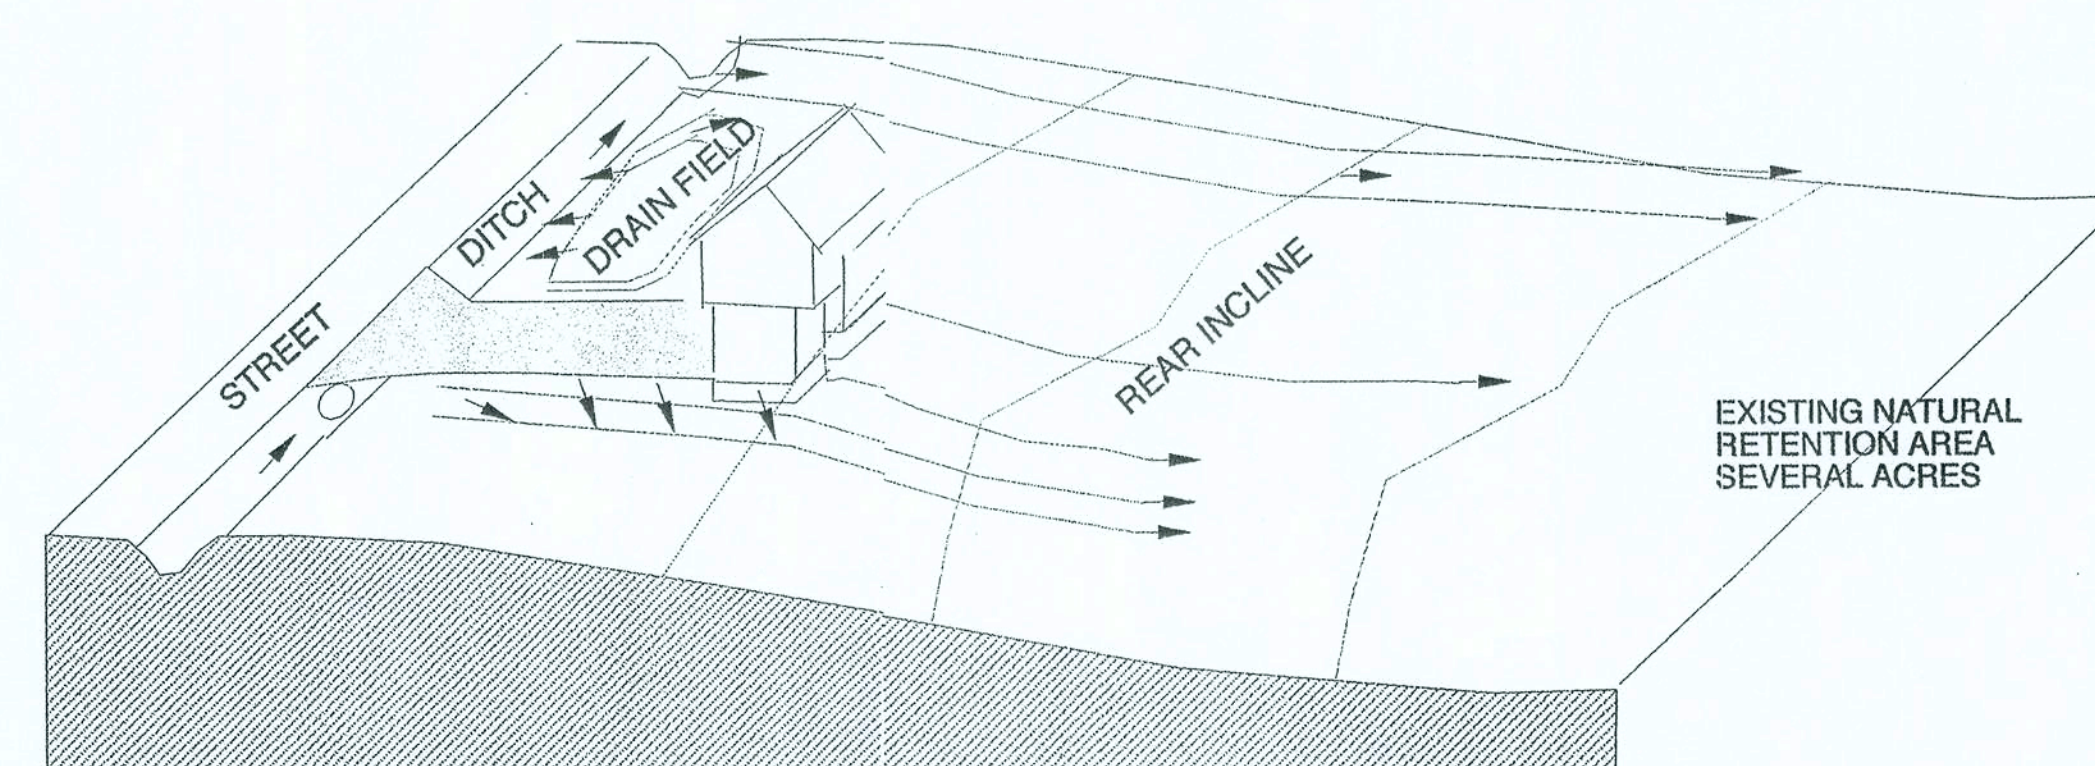 STREET
DITCH
DRAIN FIELD
REAR INCLINE
EXISTING NATURAL
RETENTION AREA
SEVERAL ACRES